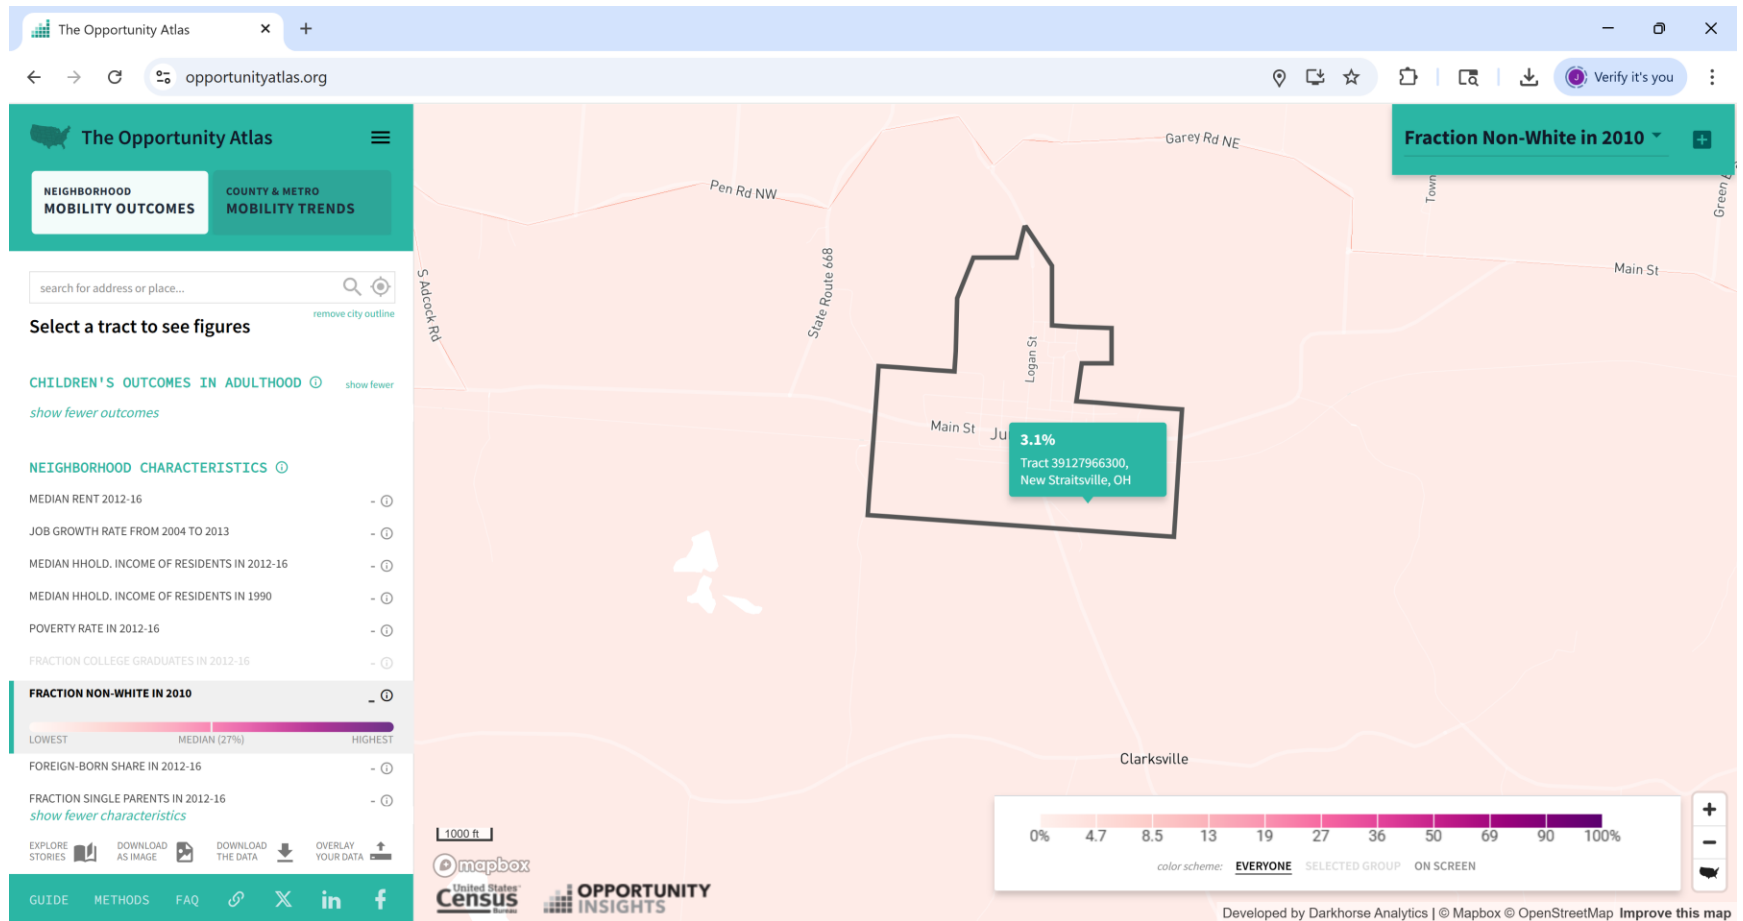 The Opportunity Atlas
opportunityatlas.org
Verify it's you
The Opportunity Atlas
NEIGHBORHOOD
MOBILITY OUTCOMES
COUNTY & METRO
MOBILITY TRENDS
search for address or place...
remove city outline
Select a tract to see figures
CHILDREN'S OUTCOMES IN ADULTHOOD
show fewer
show fewer outcomes
NEIGHBORHOOD CHARACTERISTICS
MEDIAN RENT 2012-16 -
JOB GROWTH RATE FROM 2004 TO 2013 -
MEDIAN HHOLD. INCOME OF RESIDENTS IN 2012-16 -
MEDIAN HHOLD. INCOME OF RESIDENTS IN 1990 -
POVERTY RATE IN 2012-16 -
FRACTION COLLEGE GRADUATES IN 2012-16 -
FRACTION NON-WHITE IN 2010 -
LOWEST MEDIAN (27%) HIGHEST
FOREIGN-BORN SHARE IN 2012-16 -
FRACTION SINGLE PARENTS IN 2012-16 -
show fewer characteristics
EXPLORE
STORIES
DOWNLOAD
AS IMAGE
DOWNLOAD
THE DATA
OVERLAY
YOUR DATA
GUIDE METHODS FAQ
Fraction Non-White in 2010
Garey Rd NE
Pen Rd NW
Town
Green
S Adcock Rd
State Route 668
Main St
Logan St
Main St
Ju
3.1%
Tract 39127966300,
New Straitsville, OH
Clarksville
1000 ft
mapbox
United States
Census
Bureau
OPPORTUNITY
INSIGHTS
0% 4.7 8.5 13 19 27 36 50 69 90 100%
color scheme: EVERYONE SELECTED GROUP ON SCREEN
Developed by Darkhorse Analytics | © Mapbox © OpenStreetMap Improve this map